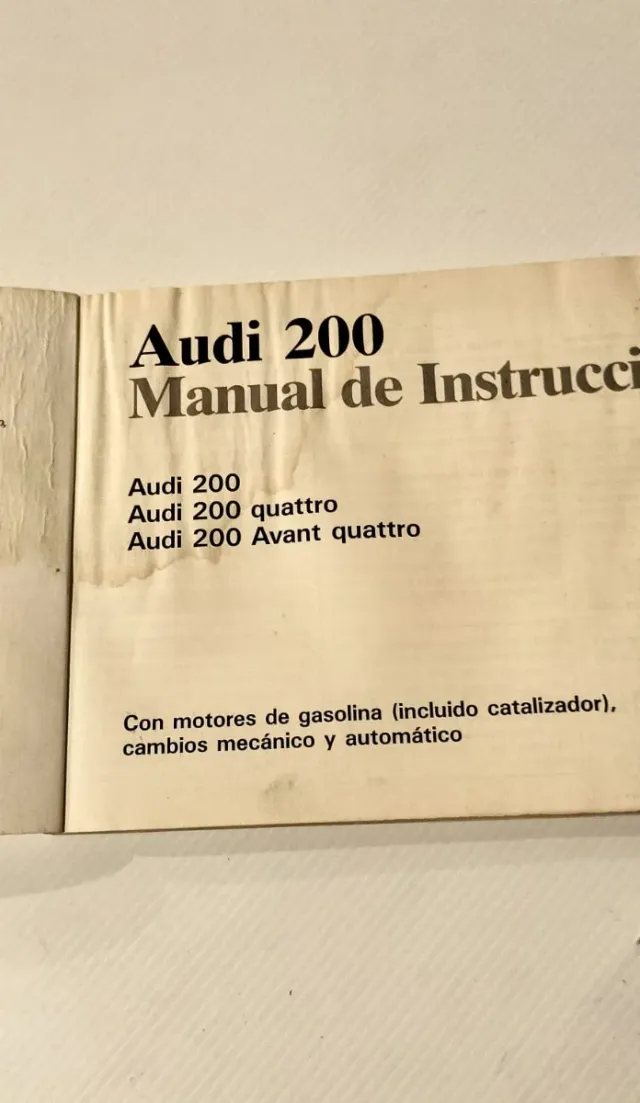 Audi 200
Manual de Instrucci
Audi 200
Audi 200 quattro
Audi 200 Avant quattro
Con motores de gasolina (incluido catalizador),
cambios mecánico y automático